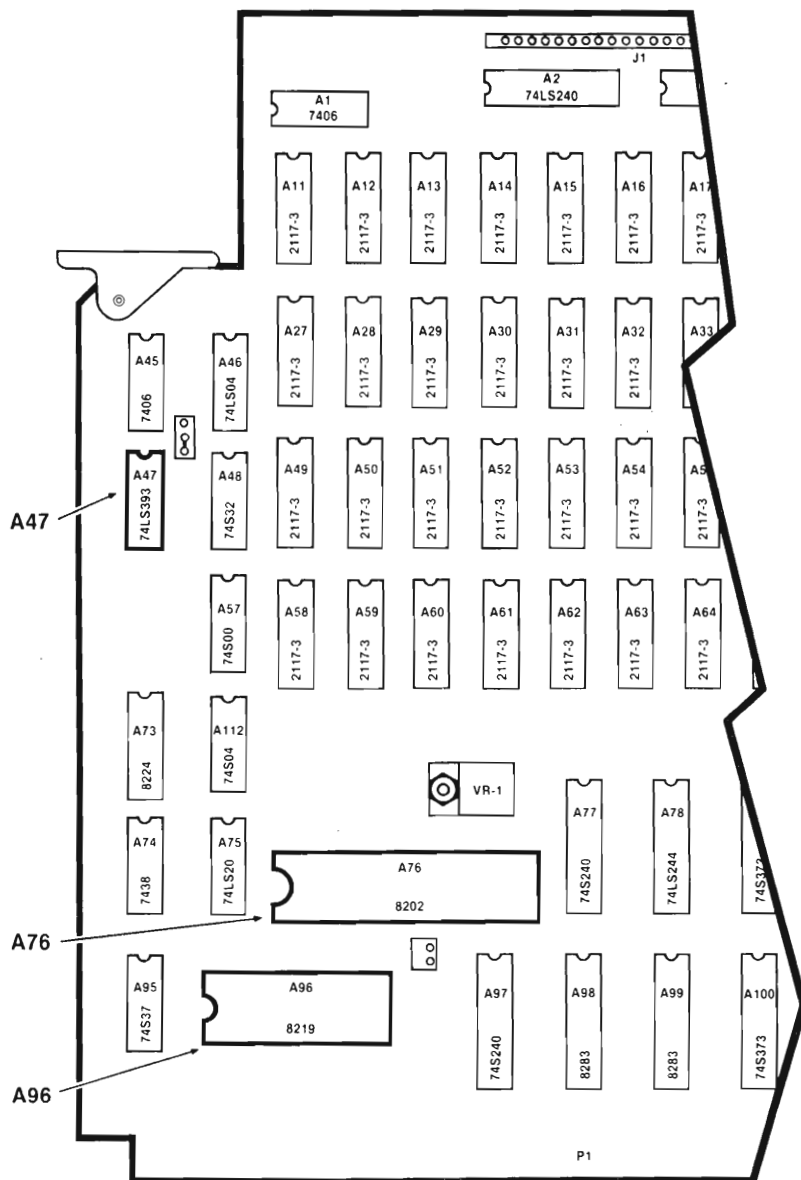 J1
A1
7406
A2
74LS240
A11
2117-3
A12
2117-3
A13
2117-3
A14
2117-3
A15
2117-3
A16
2117-3
A17
A27
2117-3
A28
2117-3
A29
2117-3
A30
2117-3
A31
2117-3
A32
2117-3
A33
A45
7406
A46
74LS04
A47
A47
74LS393
A48
74S32
A49
2117-3
A50
2117-3
A51
2117-3
A52
2117-3
A53
2117-3
A54
2117-3
A5
A57
74S00
A58
2117-3
A59
2117-3
A60
2117-3
A61
2117-3
A62
2117-3
A63
2117-3
A64
2117-3
A73
8224
A112
74S04
VR-1
A77
74S240
A78
74LS244
74S373
A74
7438
A75
74LS20
A76
8202
A76
A95
74S37
A96
8219
A97
74S240
A98
8283
A99
8283
A100
74S373
A96
P1